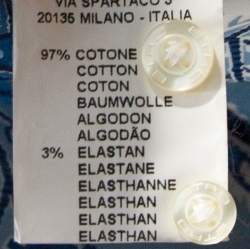 VIA SPARTACO 3
20135 MILANO - ITALIA
97% COTONE
COTTON
COTON
BAUMWOLLE
ALGODON
ALGODÃO
3% ELASTAN
ELASTANE
ELASTHANNE
ELASTHAN
ELASTHAN
ELASTHAN